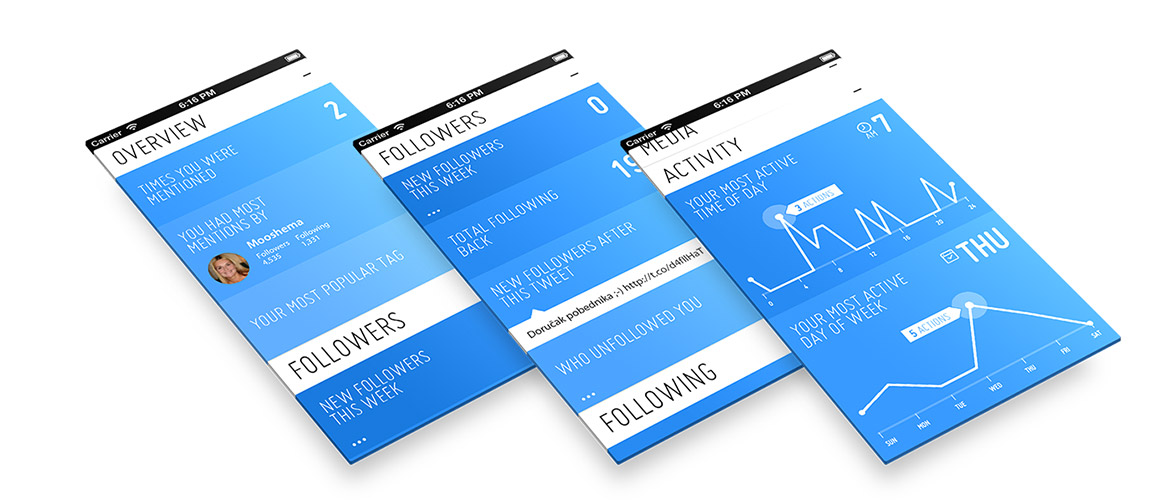 Carrier
6:16 PM
OVERVIEW
TIMES YOU WERE
MENTIONED
2
YOU HAD MOST
MENTIONS BY
Mooshema
Followers Following
4,535 1,331
YOUR MOST POPULAR TAG
FOLLOWERS
NEW FOLLOWERS
THIS WEEK
...
Carrier
6:16 PM
FOLLOWERS
NEW FOLLOWERS
THIS WEEK
0
...
TOTAL FOLLOWING
BACK
19
NEW FOLLOWERS AFTER
THIS TWEET
Doručak pobednika ;-) http://t.co/d4fIlHaT
WHO UNFOLLOWED YOU
...
FOLLOWING
Carrier
6:16 PM
MEDIA
ACTIVITY
YOUR MOST ACTIVE
TIME OF DAY
AM 7
3 ACTIONS
0 4 8 12 16 20 24
YOUR MOST ACTIVE
DAY OF WEEK
THU
5 ACTIONS
SUN MON TUE WED THU FRI SAT